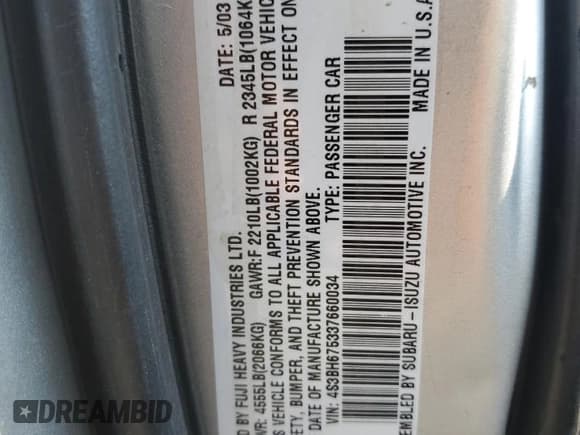 D BY FUJI HEAVY INDUSTRIES LTD. DATE: 5/03
WR: 4555LB(2066KG) GAWR:F 2210LB(1002KG) R 2345LB(1064K
S VEHICLE CONFORMS TO ALL APPLICABLE FEDERAL MOTOR VEHIC
ETY, BUMPER, AND THEFT PREVENTION STANDARDS IN EFFECT ON
DATE OF MANUFACTURE SHOWN ABOVE.
VIN: 4S3BH675337660034 TYPE: PASSENGER CAR
EMBLED BY SUBARU-ISUZU AUTOMOTIVE INC. MADE IN U.S.A
DREAMBID